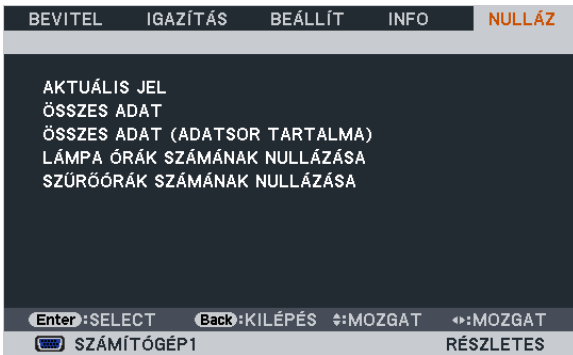 BEVITEL IGAZÍTÁS BEÁLLÍT INFO NULLÁZ
AKTUÁLIS JEL
ÖSSZES ADAT
ÖSSZES ADAT (ADATSOR TARTALMA)
LÁMPA ÓRÁK SZÁMÁNAK NULLÁZÁSA
SZŰRŐÓRÁK SZÁMÁNAK NULLÁZÁSA
Enter:SELECT Back:KILÉPÉS :MOZGAT :MOZGAT
SZÁMÍTÓGÉP1 RÉSZLETES